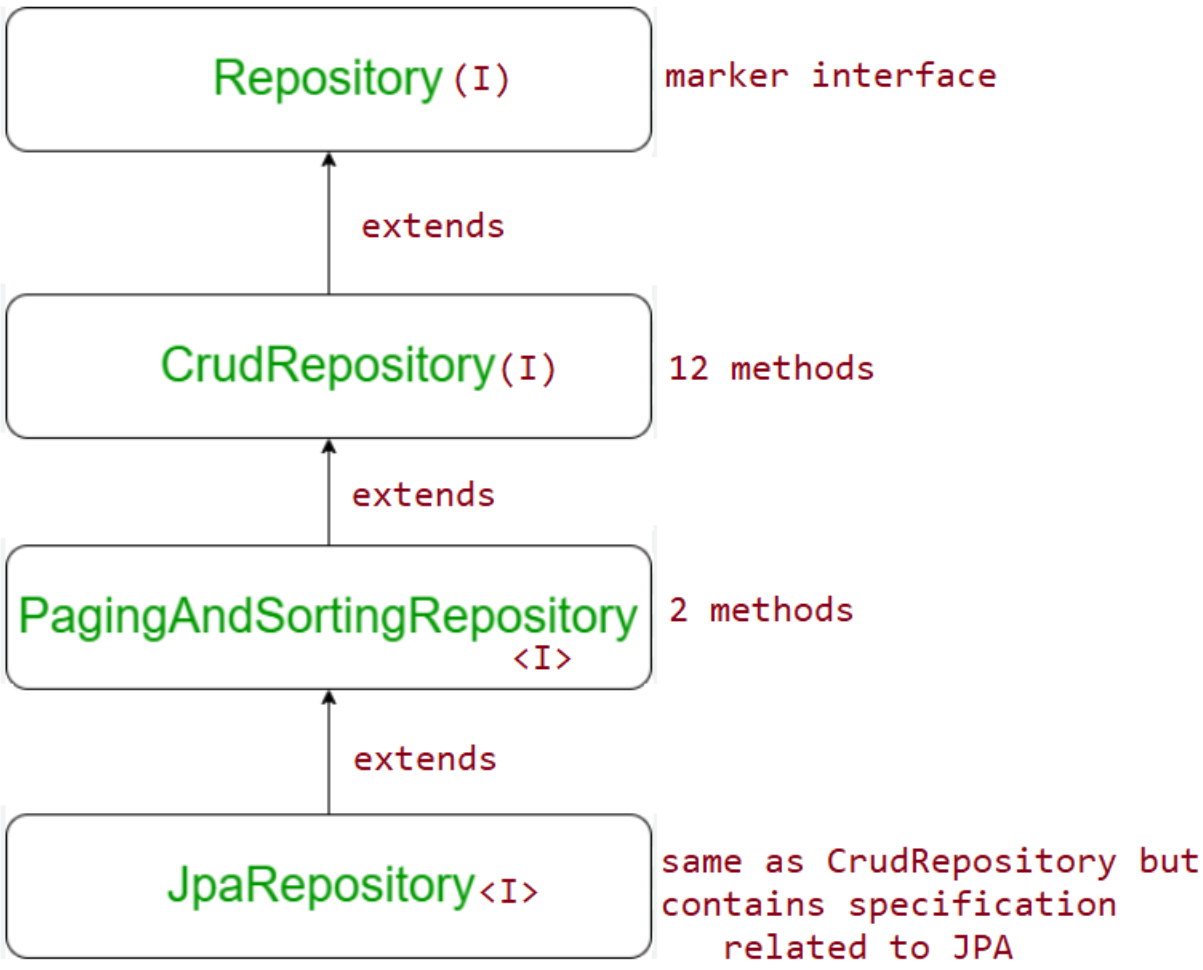 Repository (I) marker interface
extends
CrudRepository (I) 12 methods
extends
PagingAndSortingRepository 2 methods
<I>
extends
JpaRepository <I>
same as CrudRepository but
contains specification
related to JPA